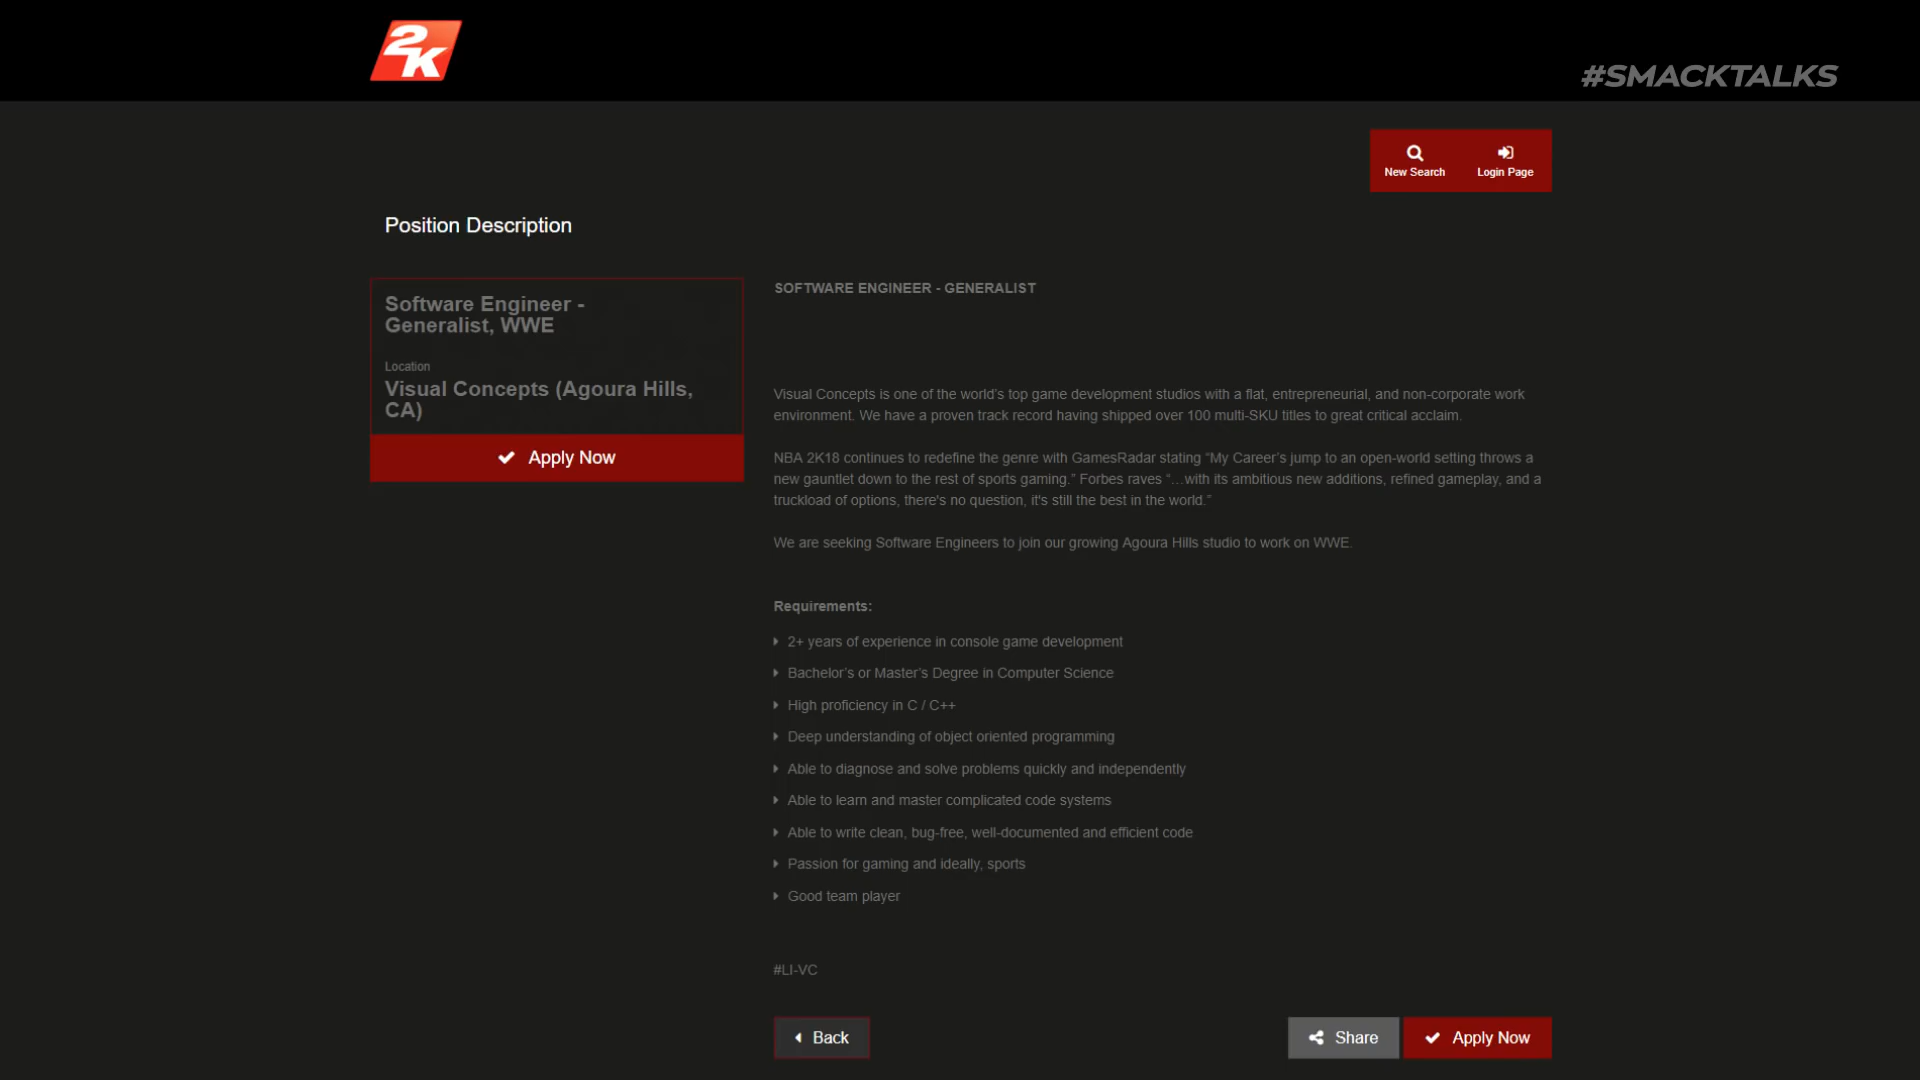 2K
#SMACKTALKS
New Search
Login Page
Position Description
Software Engineer -
Generalist, WWE
Location
Visual Concepts (Agoura Hills,
CA)
Apply Now
SOFTWARE ENGINEER - GENERALIST
Visual Concepts is one of the world's top game development studios with a flat, entrepreneurial, and non-corporate work
environment. We have a proven track record having shipped over 100 multi-SKU titles to great critical acclaim.
NBA 2K18 continues to redefine the genre with GamesRadar stating “My Career’s jump to an open-world setting throws a
new gauntlet down to the rest of sports gaming.” Forbes raves “…with its ambitious new additions, refined gameplay, and a
truckload of options, there's no question, it's still the best in the world.”
We are seeking Software Engineers to join our growing Agoura Hills studio to work on WWE.
Requirements:
2+ years of experience in console game development
Bachelor’s or Master’s Degree in Computer Science
High proficiency in C / C++
Deep understanding of object oriented programming
Able to diagnose and solve problems quickly and independently
Able to learn and master complicated code systems
Able to write clean, bug-free, well-documented and efficient code
Passion for gaming and ideally, sports
Good team player
#LI-VC
Back
Share
Apply Now